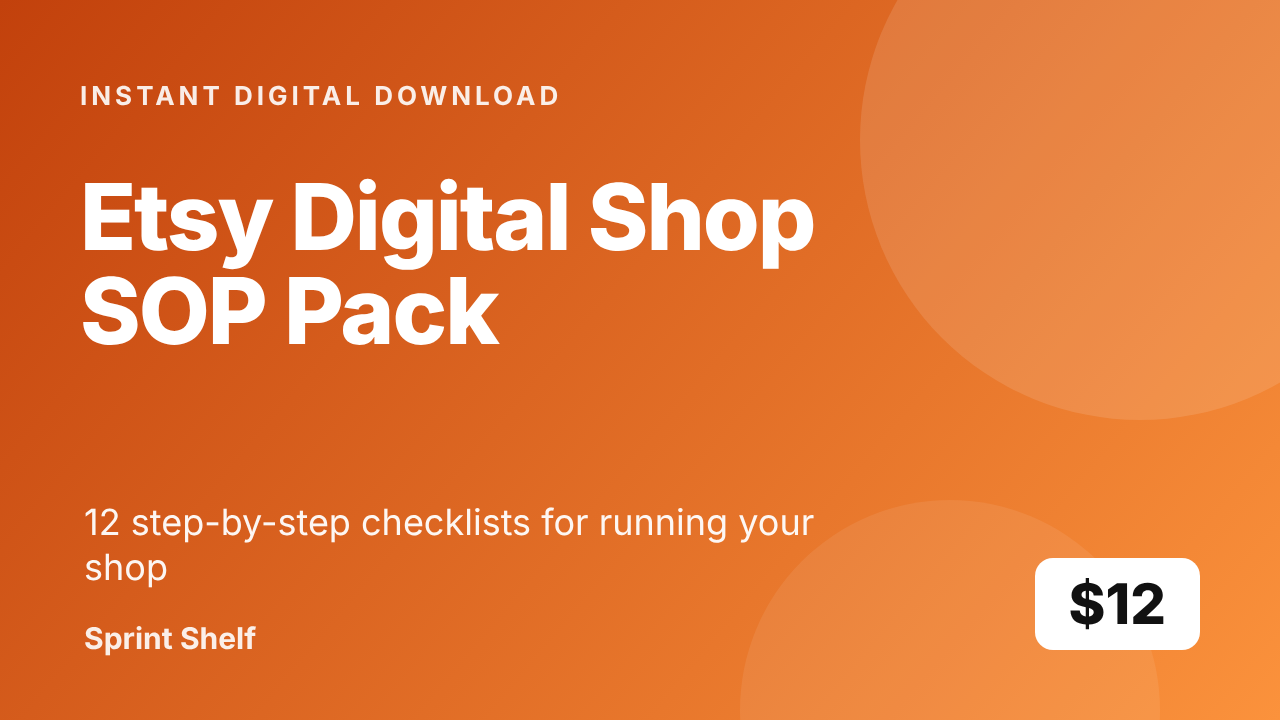 INSTANT DIGITAL DOWNLOAD
Etsy Digital Shop
SOP Pack
12 step-by-step checklists for running your
shop
Sprint Shelf
$12